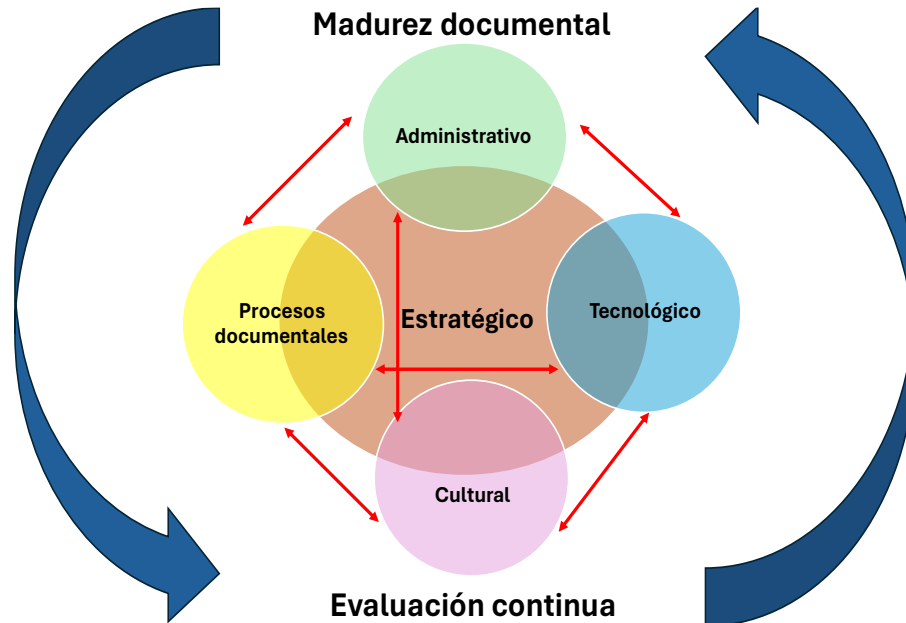 Madurez documental
Administrativo
Procesos
documentales
Estratégico
Tecnológico
Cultural
Evaluación continua